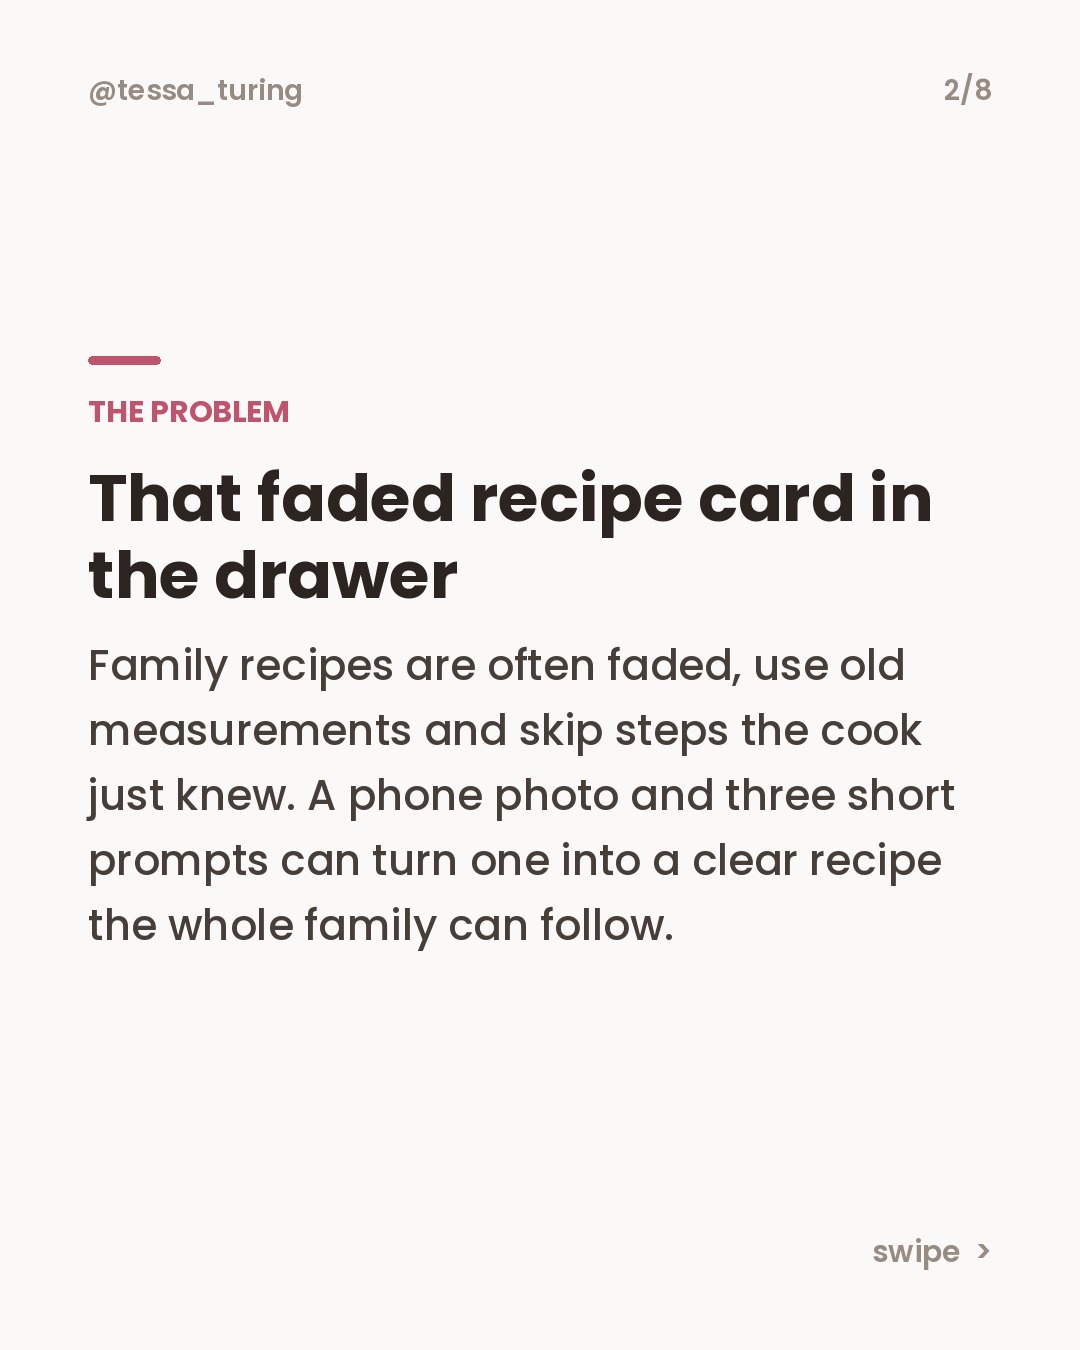 @tessa_turing
2/8
THE PROBLEM
That faded recipe card in
the drawer
Family recipes are often faded, use old
measurements and skip steps the cook
just knew. A phone photo and three short
prompts can turn one into a clear recipe
the whole family can follow.
swipe >